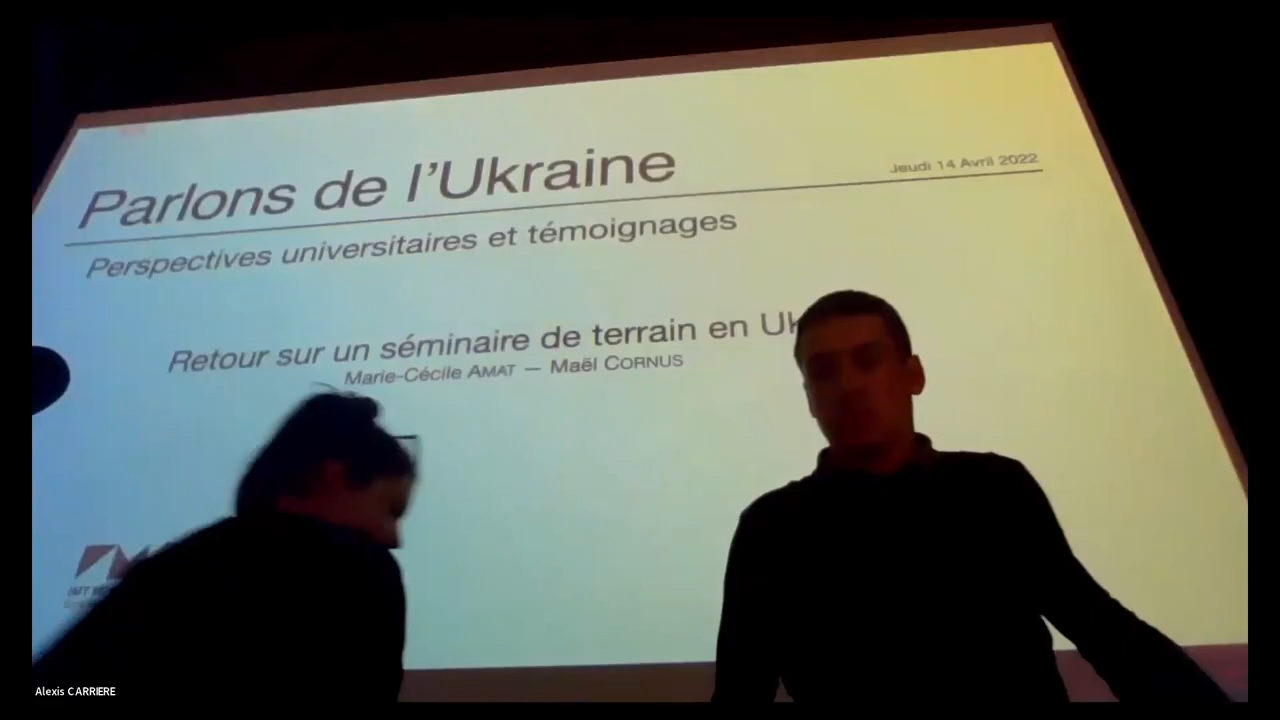 Parlons de l'Ukraine
Jeudi 14 Avril 2022
Perspectives universitaires et témoignages
Retour sur un séminaire de terrain en
Marie-Cécile AMAT — Maël CORNUS
IMT
Alexis CARRIERE